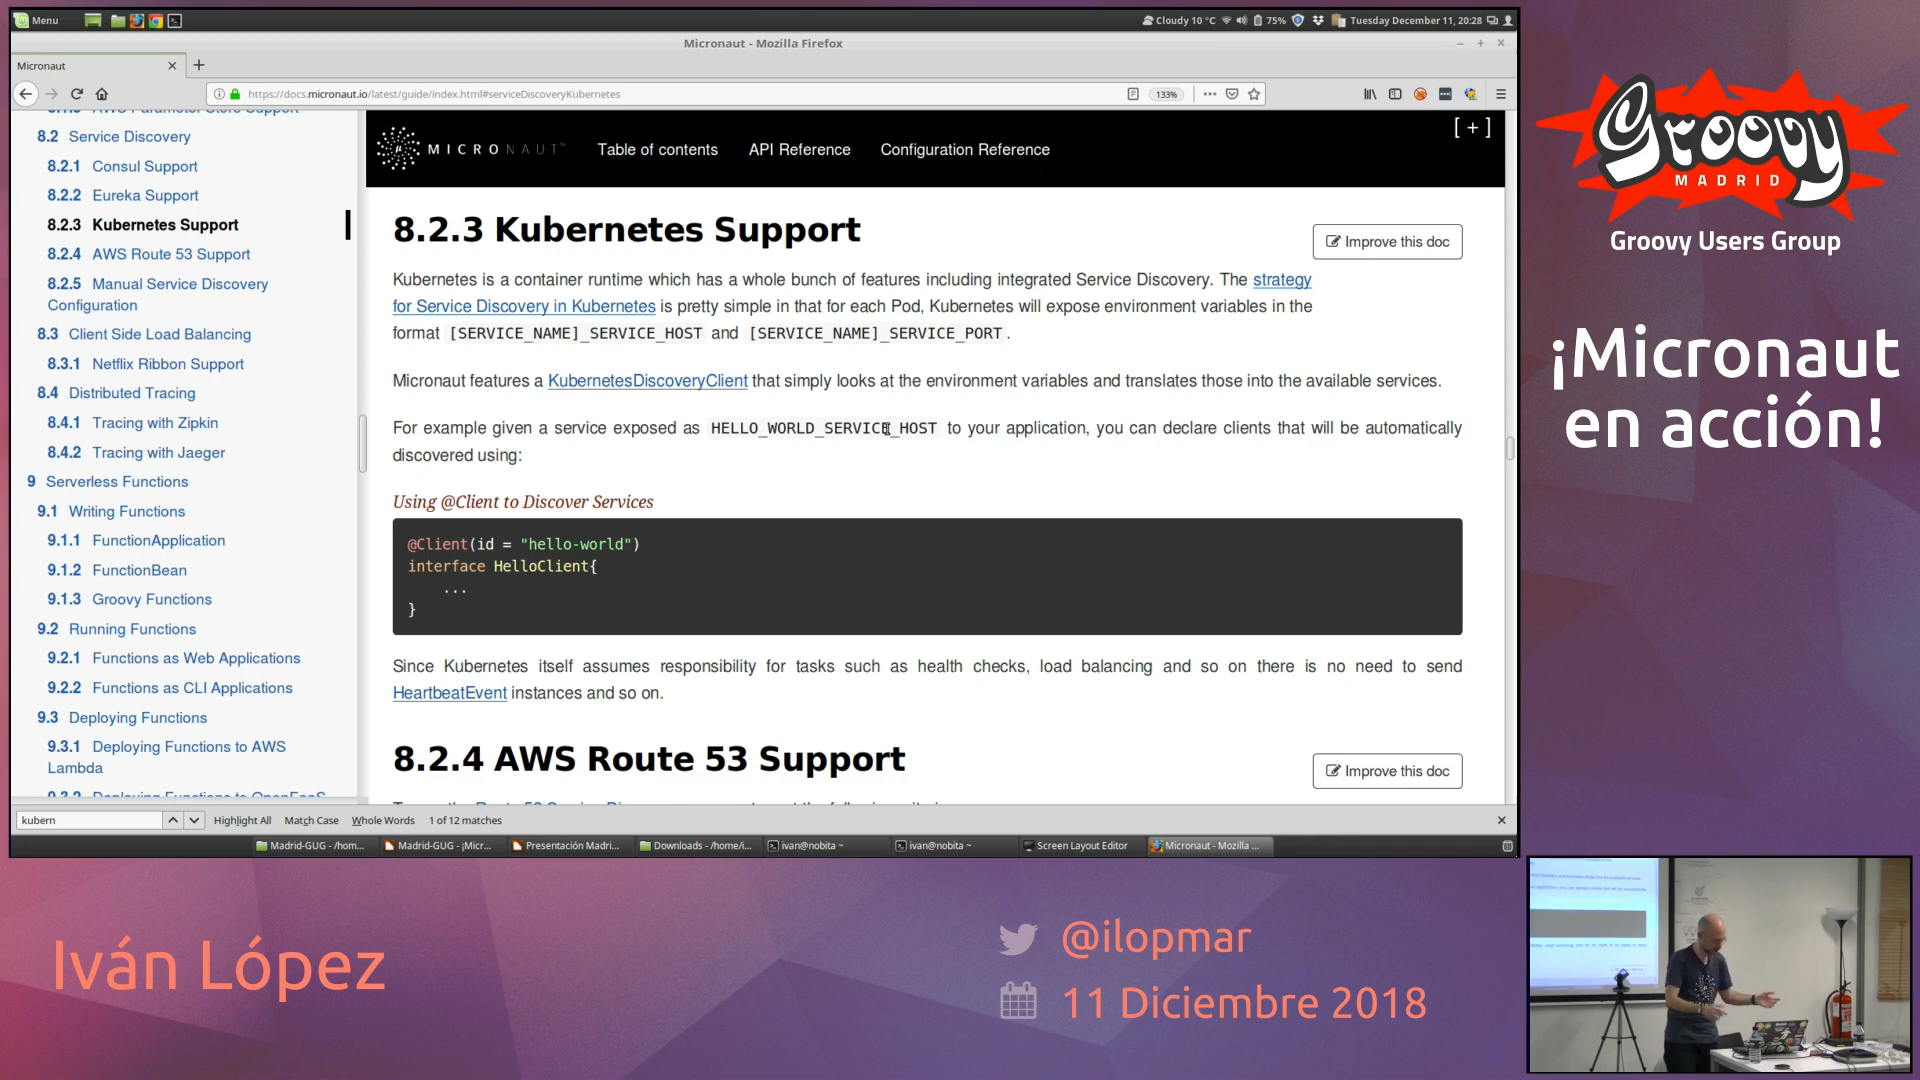 Menu
Cloudy 10 °C
75%
Tuesday December 11, 20:28
Micronaut - Mozilla Firefox
Micronaut
https://docs.micronaut.io/latest/guide/index.html#serviceDiscoveryKubernetes
133%
8.2 Service Discovery
8.2.1 Consul Support
8.2.2 Eureka Support
8.2.3 Kubernetes Support
8.2.4 AWS Route 53 Support
8.2.5 Manual Service Discovery
Configuration
8.3 Client Side Load Balancing
8.3.1 Netflix Ribbon Support
8.4 Distributed Tracing
8.4.1 Tracing with Zipkin
8.4.2 Tracing with Jaeger
9 Serverless Functions
9.1 Writing Functions
9.1.1 FunctionApplication
9.1.2 FunctionBean
9.1.3 Groovy Functions
9.2 Running Functions
9.2.1 Functions as Web Applications
9.2.2 Functions as CLI Applications
9.3 Deploying Functions
9.3.1 Deploying Functions to AWS
Lambda
9.3.2 Deploying Functions to OpenFaaS
MICRONAUT™
Table of contents
API Reference
Configuration Reference
[ + ]
8.2.3 Kubernetes Support
Improve this doc
Kubernetes is a container runtime which has a whole bunch of features including integrated Service Discovery. The strategy
for Service Discovery in Kubernetes is pretty simple in that for each Pod, Kubernetes will expose environment variables in the
format [SERVICE_NAME]_SERVICE_HOST and [SERVICE_NAME]_SERVICE_PORT.
Micronaut features a KubernetesDiscoveryClient that simply looks at the environment variables and translates those into the available services.
For example given a service exposed as HELLO_WORLD_SERVICE_HOST to your application, you can declare clients that will be automatically
discovered using:
Using @Client to Discover Services
@Client(id = "hello-world")
interface HelloClient{
...
}
Since Kubernetes itself assumes responsibility for tasks such as health checks, load balancing and so on there is no need to send
HeartbeatEvent instances and so on.
8.2.4 AWS Route 53 Support
Improve this doc
kubern
Highlight All
Match Case
Whole Words
1 of 12 matches
Madrid-GUG - /hom...
Madrid-GUG - ¡Micr...
Presentación Madri...
Downloads - /home/i...
ivan@nobita ~
ivan@nobita ~
Screen Layout Editor
Micronaut - Mozilla ...
Groovy
MADRID
Groovy Users Group
¡Micronaut
en acción!
Iván López
@ilopmar
11 Diciembre 2018